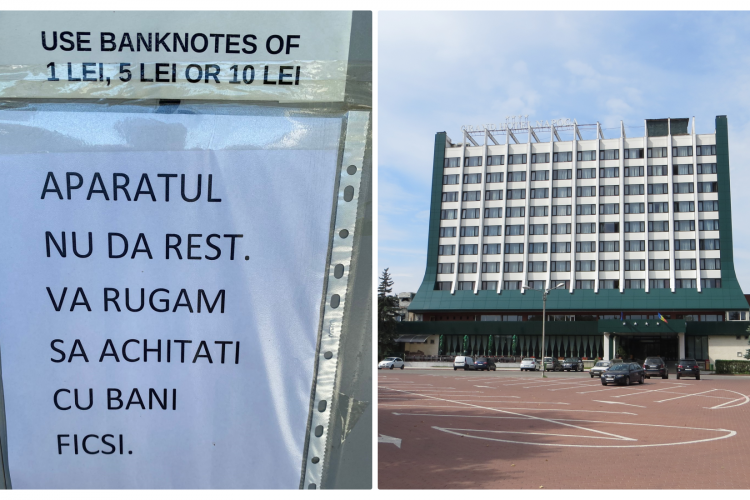 USE BANKNOTES OF
1 LEI, 5 LEI OR 10 LEI
APARATUL
NU DA REST.
VA RUGAM
SA ACHITATI
CU BANI
FICSI.